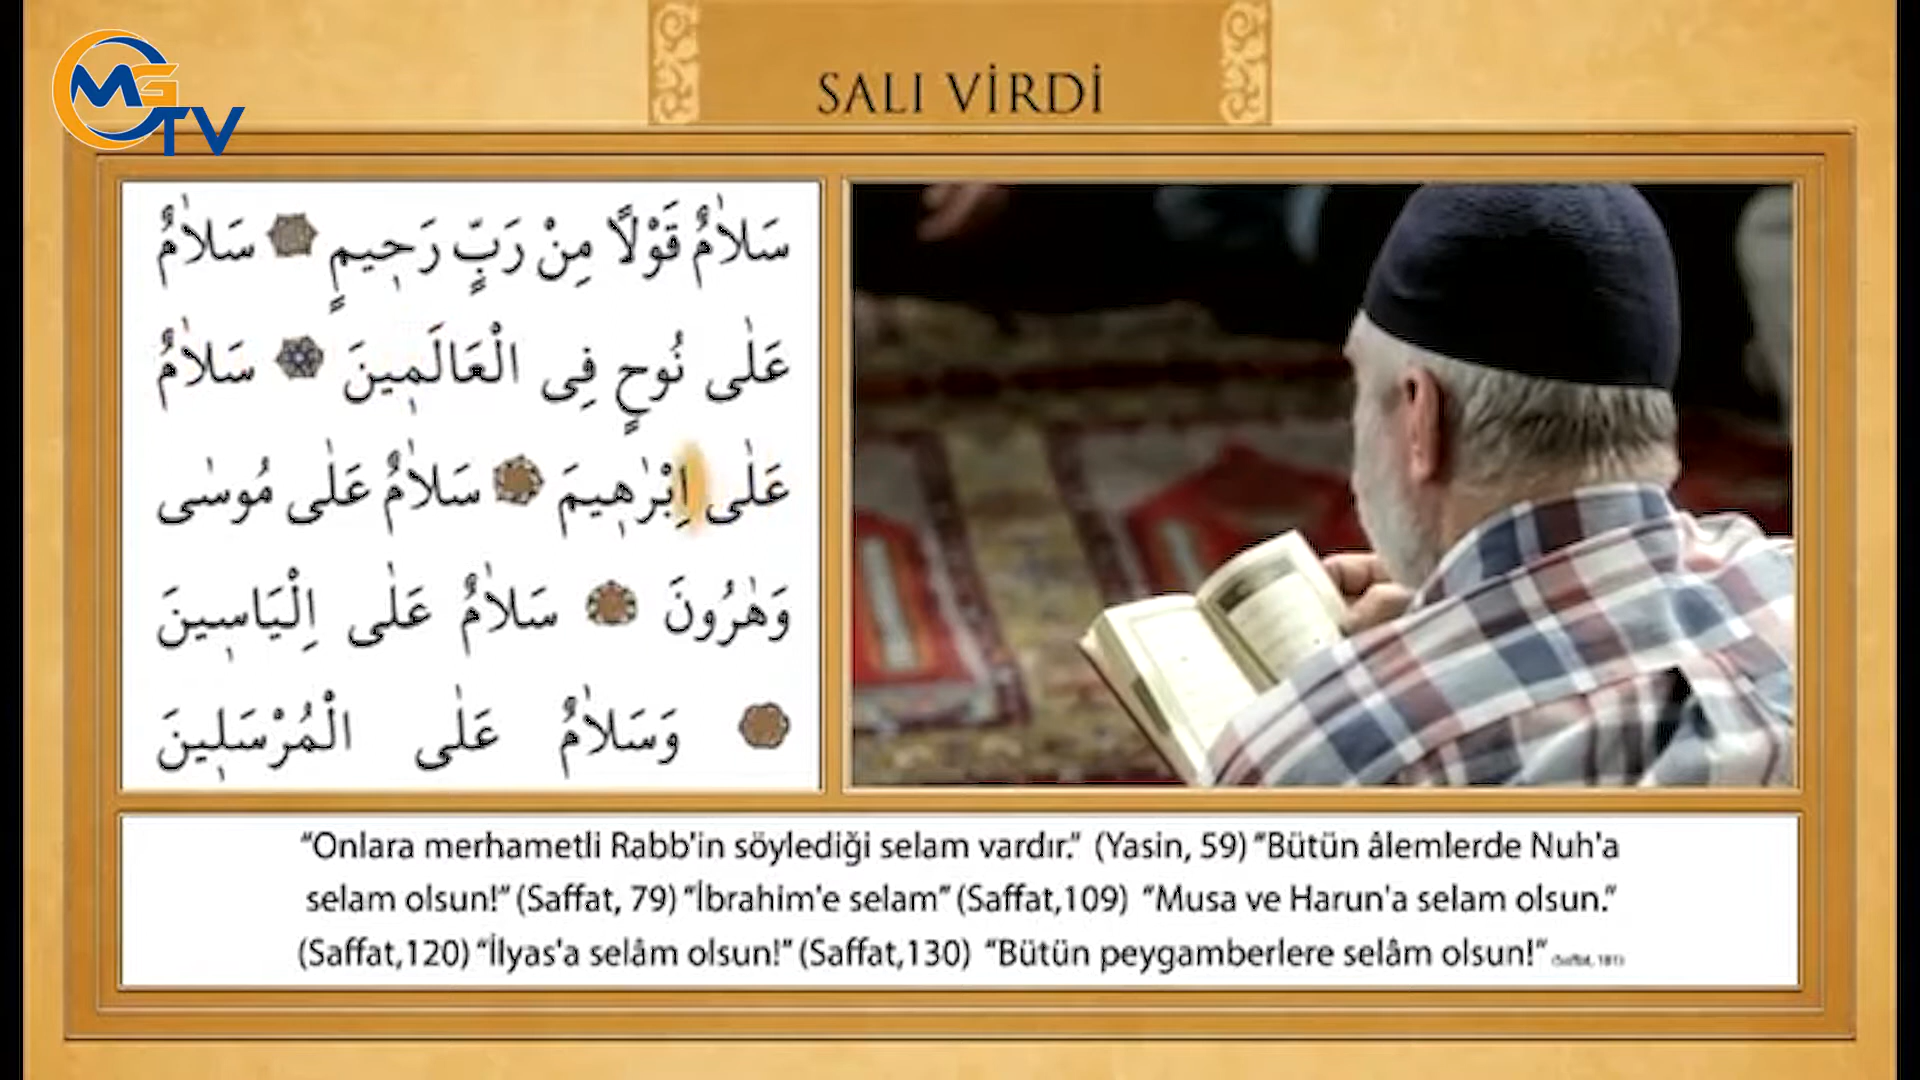 MG TV
SALI VİRDİ
سَلَامٌ قَوْلًا مِنْ رَبٍّ رَحٖيمٍ ۝ سَلَامٌ
عَلٰى نُوحٍ فِى الْعَالَمٖينَ ۝ سَلَامٌ
عَلٰى اِبْرٰهٖيمَ ۝ سَلَامٌ عَلٰى مُوسٰى
وَهٰرُونَ ۝ سَلَامٌ عَلٰى اِلْيَاسٖينَ
۝ وَسَلَامٌ عَلٰى الْمُرْسَلٖينَ
“Onlara merhametli Rabb'in söylediği selam vardır.” (Yasin, 59) “Bütün âlemlerde Nuh'a
selam olsun!” (Saffat, 79) “İbrahim'e selam” (Saffat,109) “Musa ve Harun'a selam olsun.”
(Saffat,120) “İlyas'a selâm olsun!” (Saffat,130) “Bütün peygamberlere selâm olsun!” (Saffat, 181)